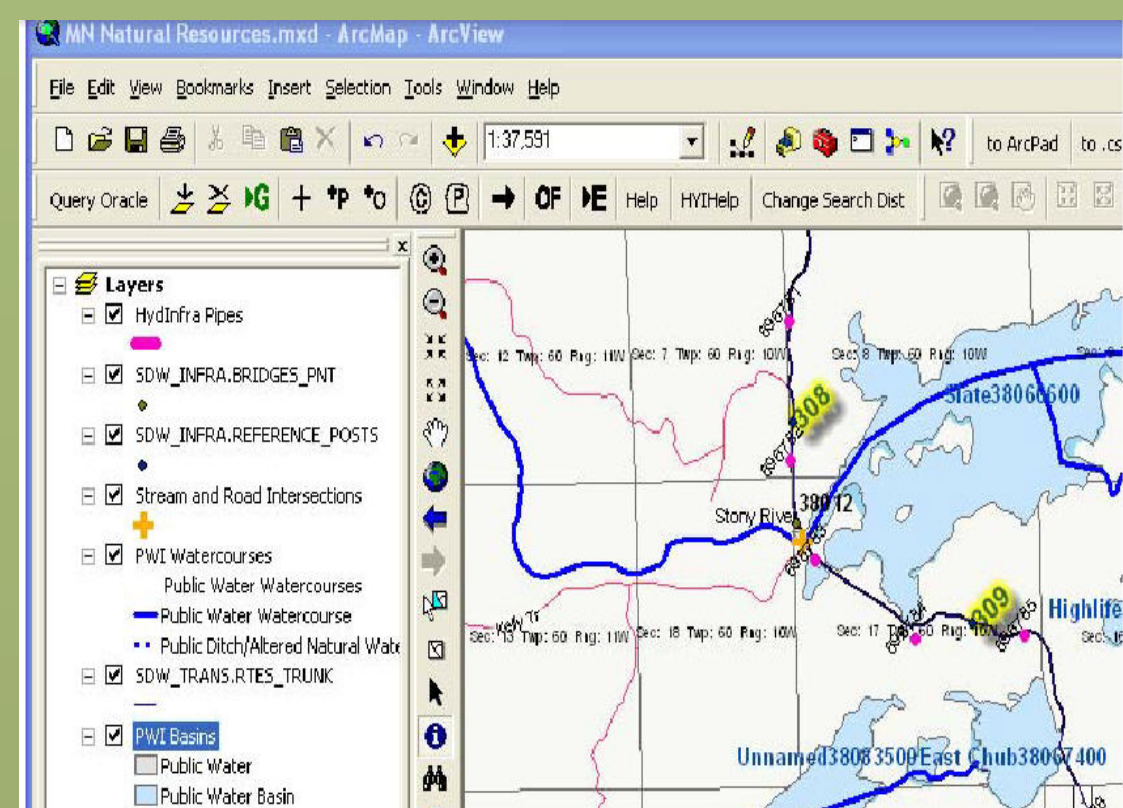 MN Natural Resources.mxd - ArcMap - ArcView
File Edit View Bookmarks Insert Selection Tools Window Help
1:37,591
to ArcPad
to .cs
Query Oracle
G
P
O
C
P
OF
E
Help
HYIHelp
Change Search Dist
x
Layers
HydInfra Pipes
SDW_INFRA.BRIDGES_PNT
SDW_INFRA.REFERENCE_POSTS
Stream and Road Intersections
PWI Watercourses
Public Water Watercourses
Public Water Watercourse
Public Ditch/Altered Natural Wate
SDW_TRANS.RTES_TRUNK
PWI Basins
Public Water
Public Water Basin
Sec: 12 Twp: 60 Rng: 11W
Sec: 7 Twp: 60 Rng: 10W
Sec: 8 Twp: 60 Rng: 10W
Slate38066600
308
Stony River
38012
309
Highlife
Sec: 13 Twp: 60 Rng: 11W
Sec: 18 Twp: 60 Rng: 10W
Sec: 17
Unnamed38083500
East Chub38067400